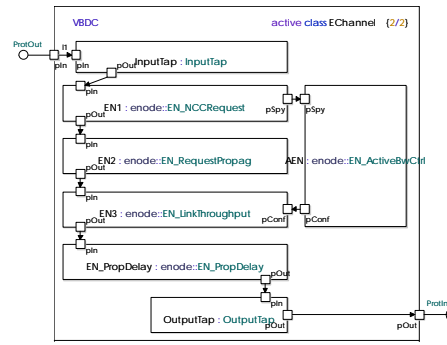 VBDC
active class EChannel {2/2}
ProtOut
I1
pIn
pIn
InputTap : InputTap
pOut
pIn
EN1 : enode::EN_NCCRequest
pSpy
pSpy
pOut
pIn
EN2 : enode::EN_RequestPropag
AEN : enode::EN_ActiveBwCtrl
pOut
pIn
EN3 : enode::EN_LinkThroughput
pConf
pConf
pOut
pIn
EN_PropDelay : enode::EN_PropDelay
pOut
pIn
ProtIn
OutputTap : OutputTap
pOut
pOut